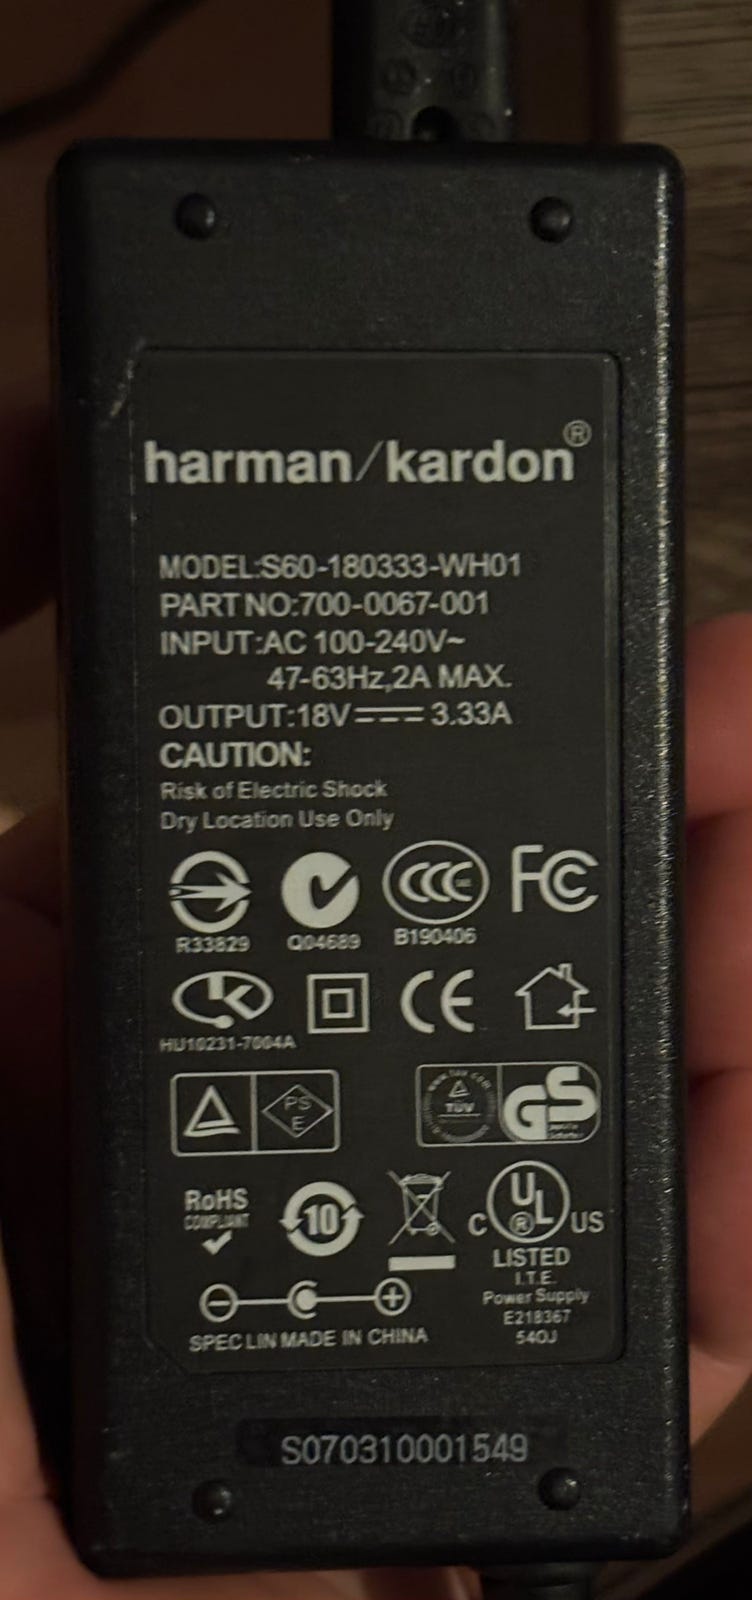 harman/kardon®
MODEL:S60-180333-WH01
PART NO:700-0067-001
INPUT:AC 100-240V~
47-63Hz,2A MAX.
OUTPUT:18V⎓ 3.33A
CAUTION:
Risk of Electric Shock
Dry Location Use Only
FC
R33829 Q04689 B190406
CE
HU10231-7004A
PS
E
www.tuv.com
TÜV
GS
RoHS
COMPLIANT
10
C UL® US
LISTED
I.T.E.
Power Supply
E218367
540J
- +
SPEC LIN MADE IN CHINA
S070310001549